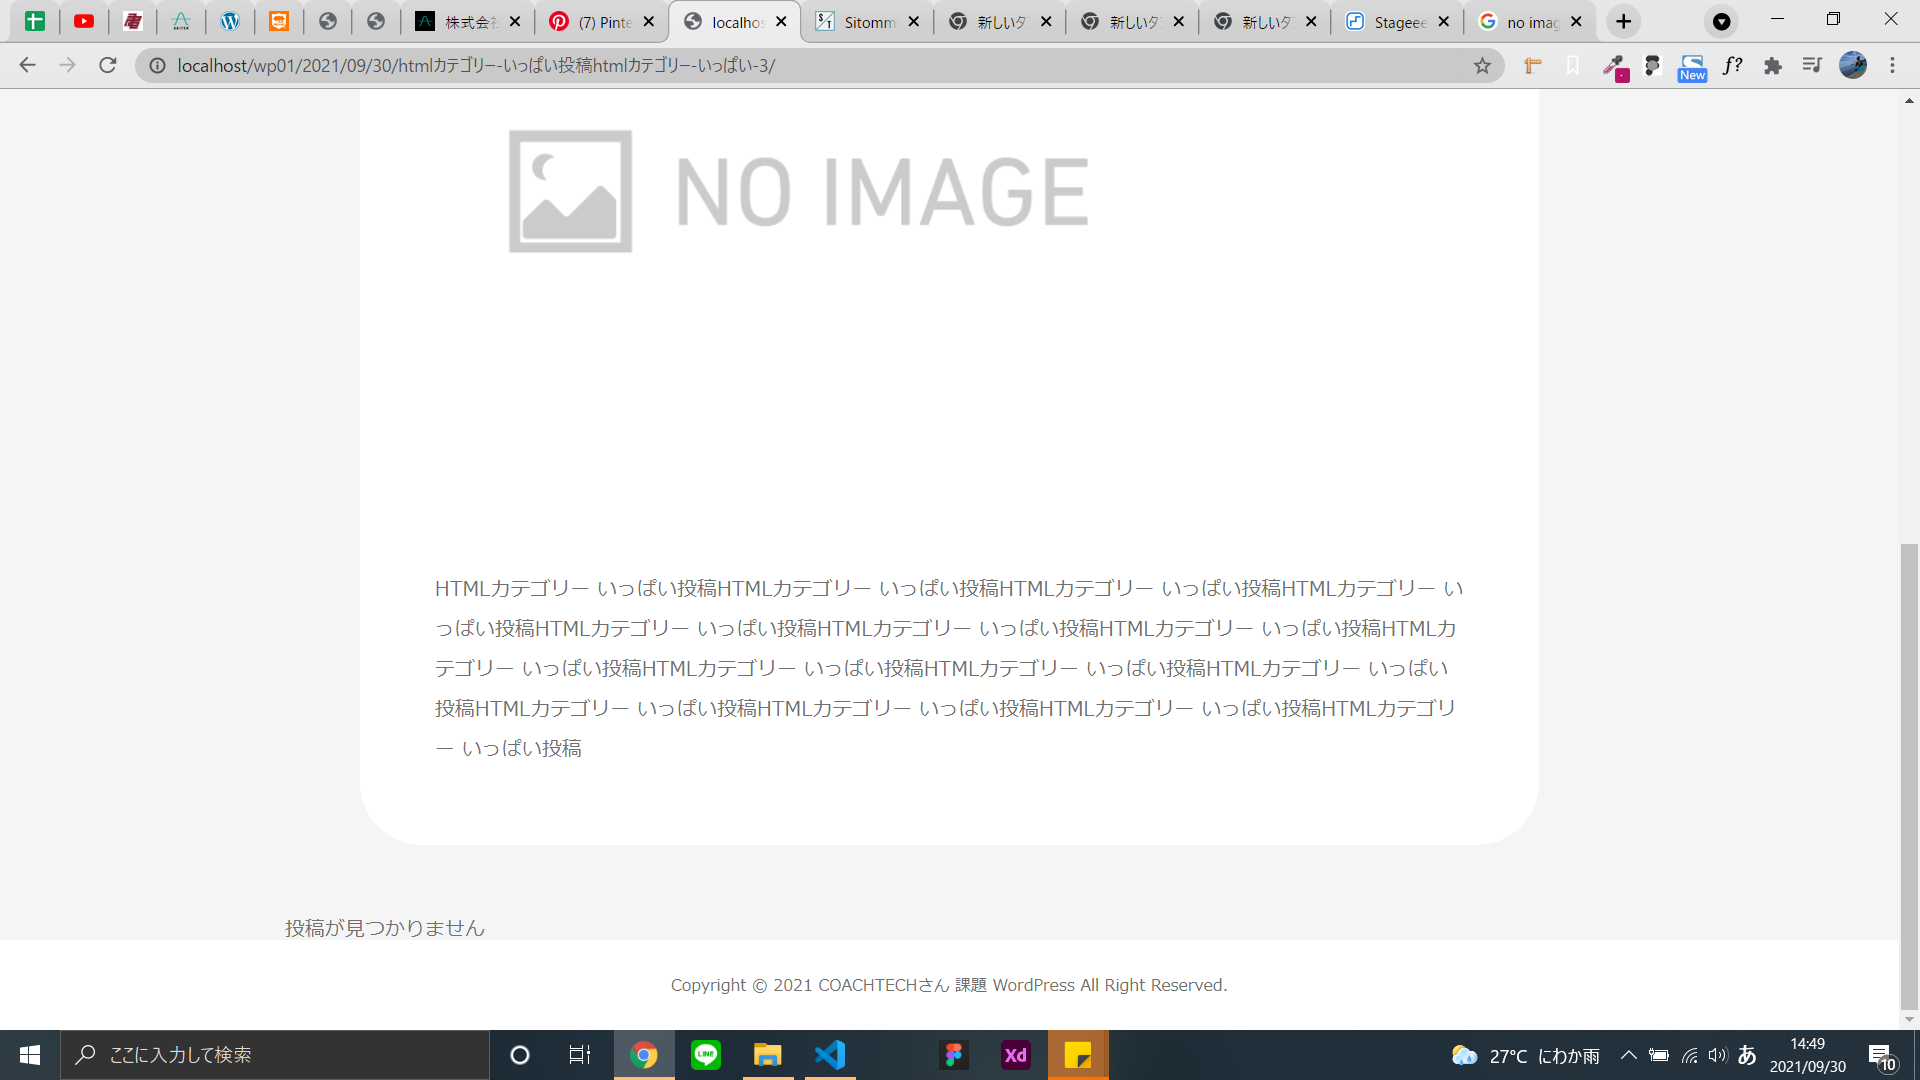 株式会社
(7) Pinte
localhos
Sitomm
新しいタブ
新しいタブ
新しいタブ
Stageee
no imag
localhost/wp01/2021/09/30/htmlカテゴリー-いっぱい投稿htmlカテゴリー-いっぱい-3/
f?
New
NO IMAGE
HTMLカテゴリー いっぱい投稿HTMLカテゴリー いっぱい投稿HTMLカテゴリー いっぱい投稿HTMLカテゴリー い
っぱい投稿HTMLカテゴリー いっぱい投稿HTMLカテゴリー いっぱい投稿HTMLカテゴリー いっぱい投稿HTMLカ
テゴリー いっぱい投稿HTMLカテゴリー いっぱい投稿HTMLカテゴリー いっぱい投稿HTMLカテゴリー いっぱい
投稿HTMLカテゴリー いっぱい投稿HTMLカテゴリー いっぱい投稿HTMLカテゴリー いっぱい投稿HTMLカテゴリ
ー いっぱい投稿
投稿が見つかりません
Copyright © 2021 COACHTECHさん 課題 WordPress All Right Reserved.
ここに入力して検索
LINE
Xd
27°C にわか雨
あ
14:49
2021/09/30
10